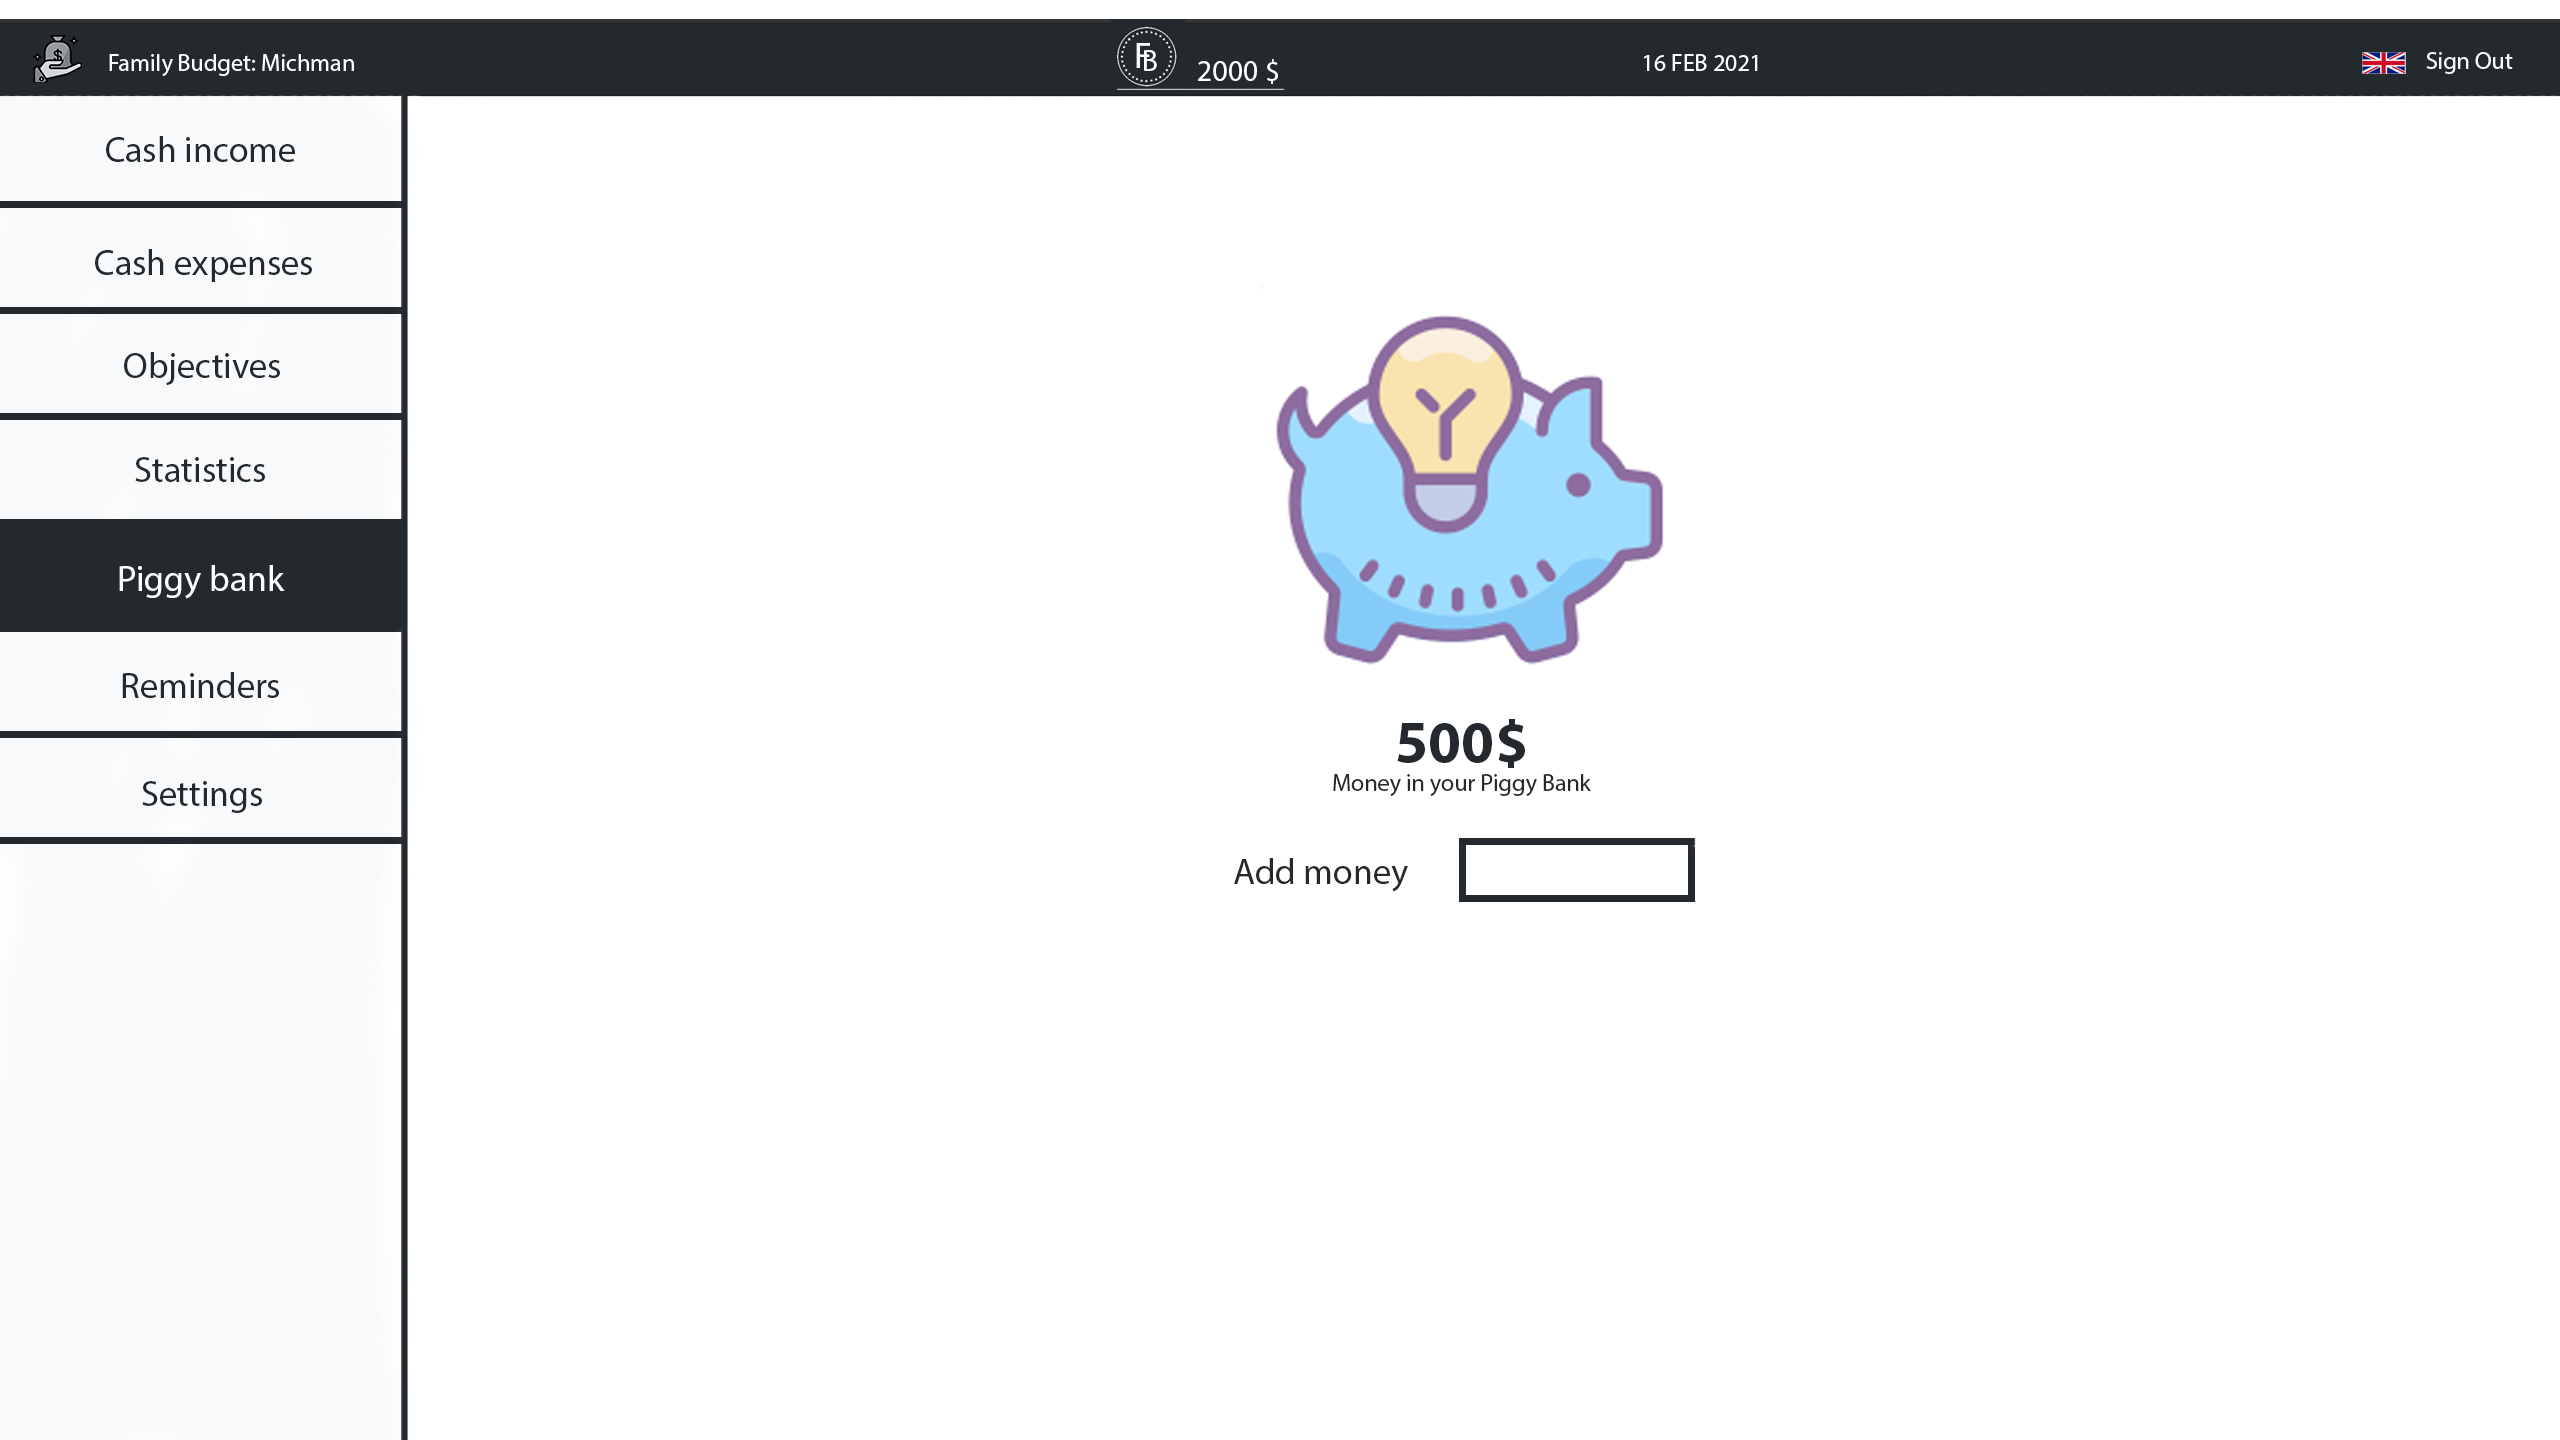 Family Budget: Michman
FB
2000 $
16 FEB 2021
Sign Out
Cash income
Cash expenses
Objectives
Statistics
Piggy bank
Reminders
Settings
500$
Money in your Piggy Bank
Add money